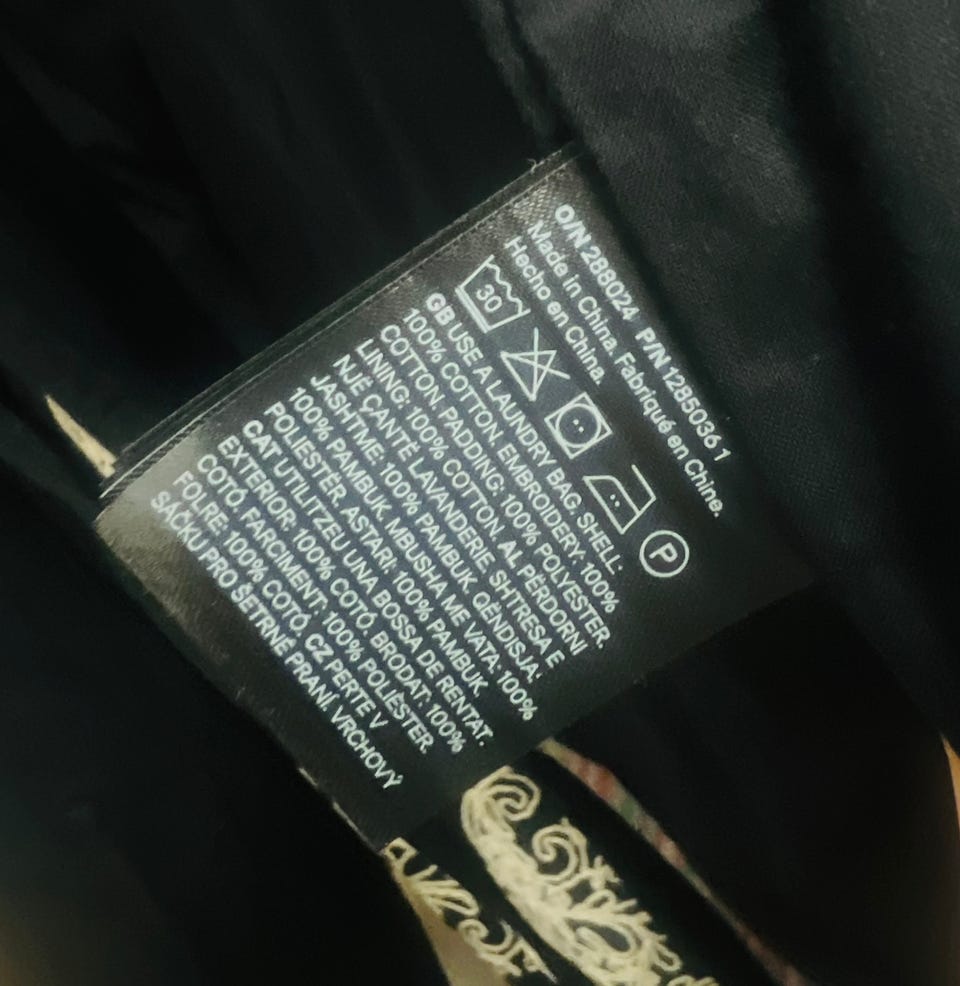 O/N 288024 P/N 12850361
Made in China. Fabriqué en Chine.
Hecho en China.
30
P
GB USE A LAUNDRY BAG. SHELL:
100% COTTON. EMBROIDERY: 100%
COTTON. PADDING: 100% POLYESTER.
LINING: 100% COTTON. AL PËRDORNI
NJË ÇANTË LAVANDERIE. SHTRESA E
JASHTME: 100% PAMBUK. QËNDISJA:
100% PAMBUK. MBUSHA ME VATA: 100%
POLIESTER. ASTARI: 100% PAMBUK.
CAT UTILITZEU UNA BOSSA DE RENTAT.
EXTERIOR: 100% COTÓ. BRODAT: 100%
COTÓ. FARCIMENT: 100% POLIÈSTER.
FOLRE: 100% COTÓ. CZ PERTE V
SÁČKU PRO ŠETRNÉ PRANÍ. VRCHOVÝ